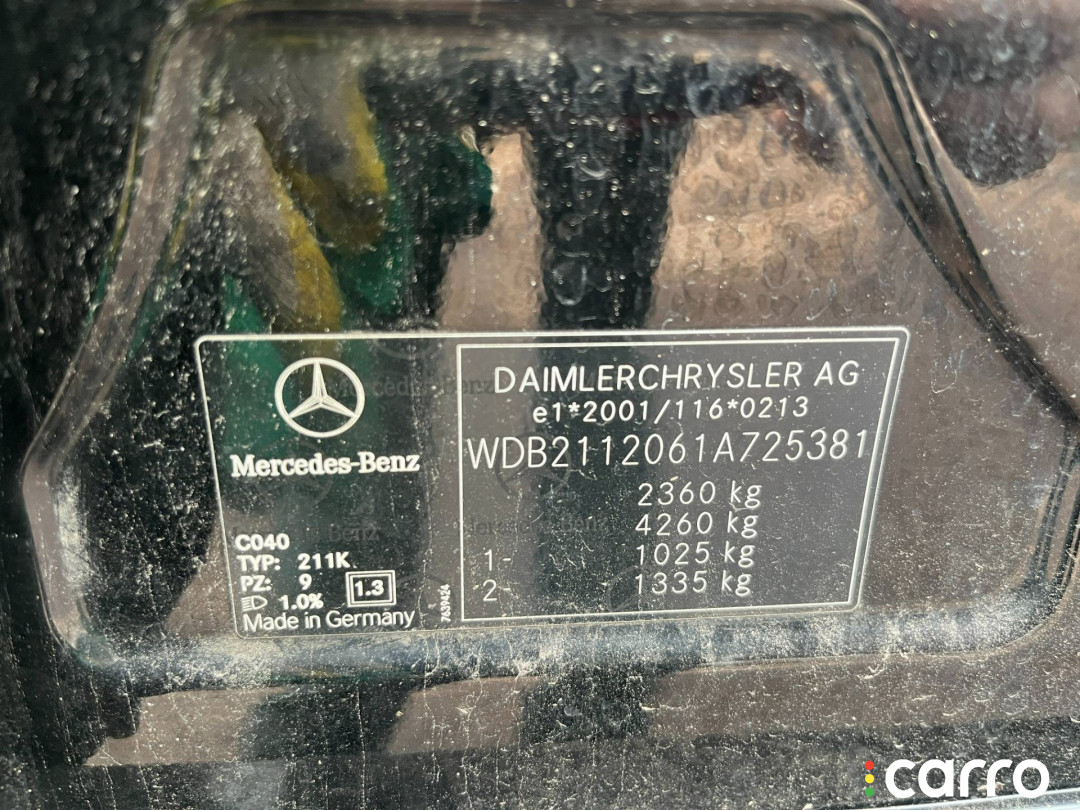 Mercedes-Benz
C040
TYP: 211K
PZ: 9
1.0% 1.3
Made in Germany
7639424
DAIMLERCHRYSLER AG
e1*2001/116*0213
WDB2112061A725381
2360 kg
4260 kg
1- 1025 kg
2- 1335 kg
carro